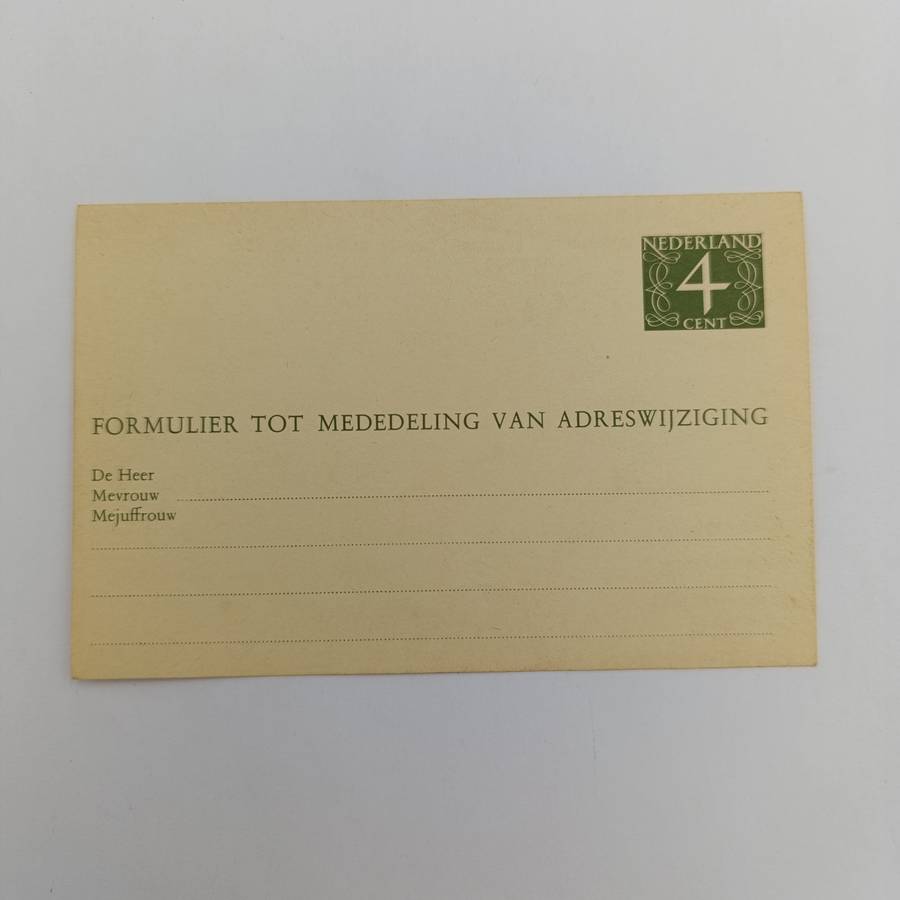 NEDERLAND
4
CENT
FORMULIER TOT MEDEDELING VAN ADRESWIJZIGING
De Heer
Mevrouw
Mejuffrouw